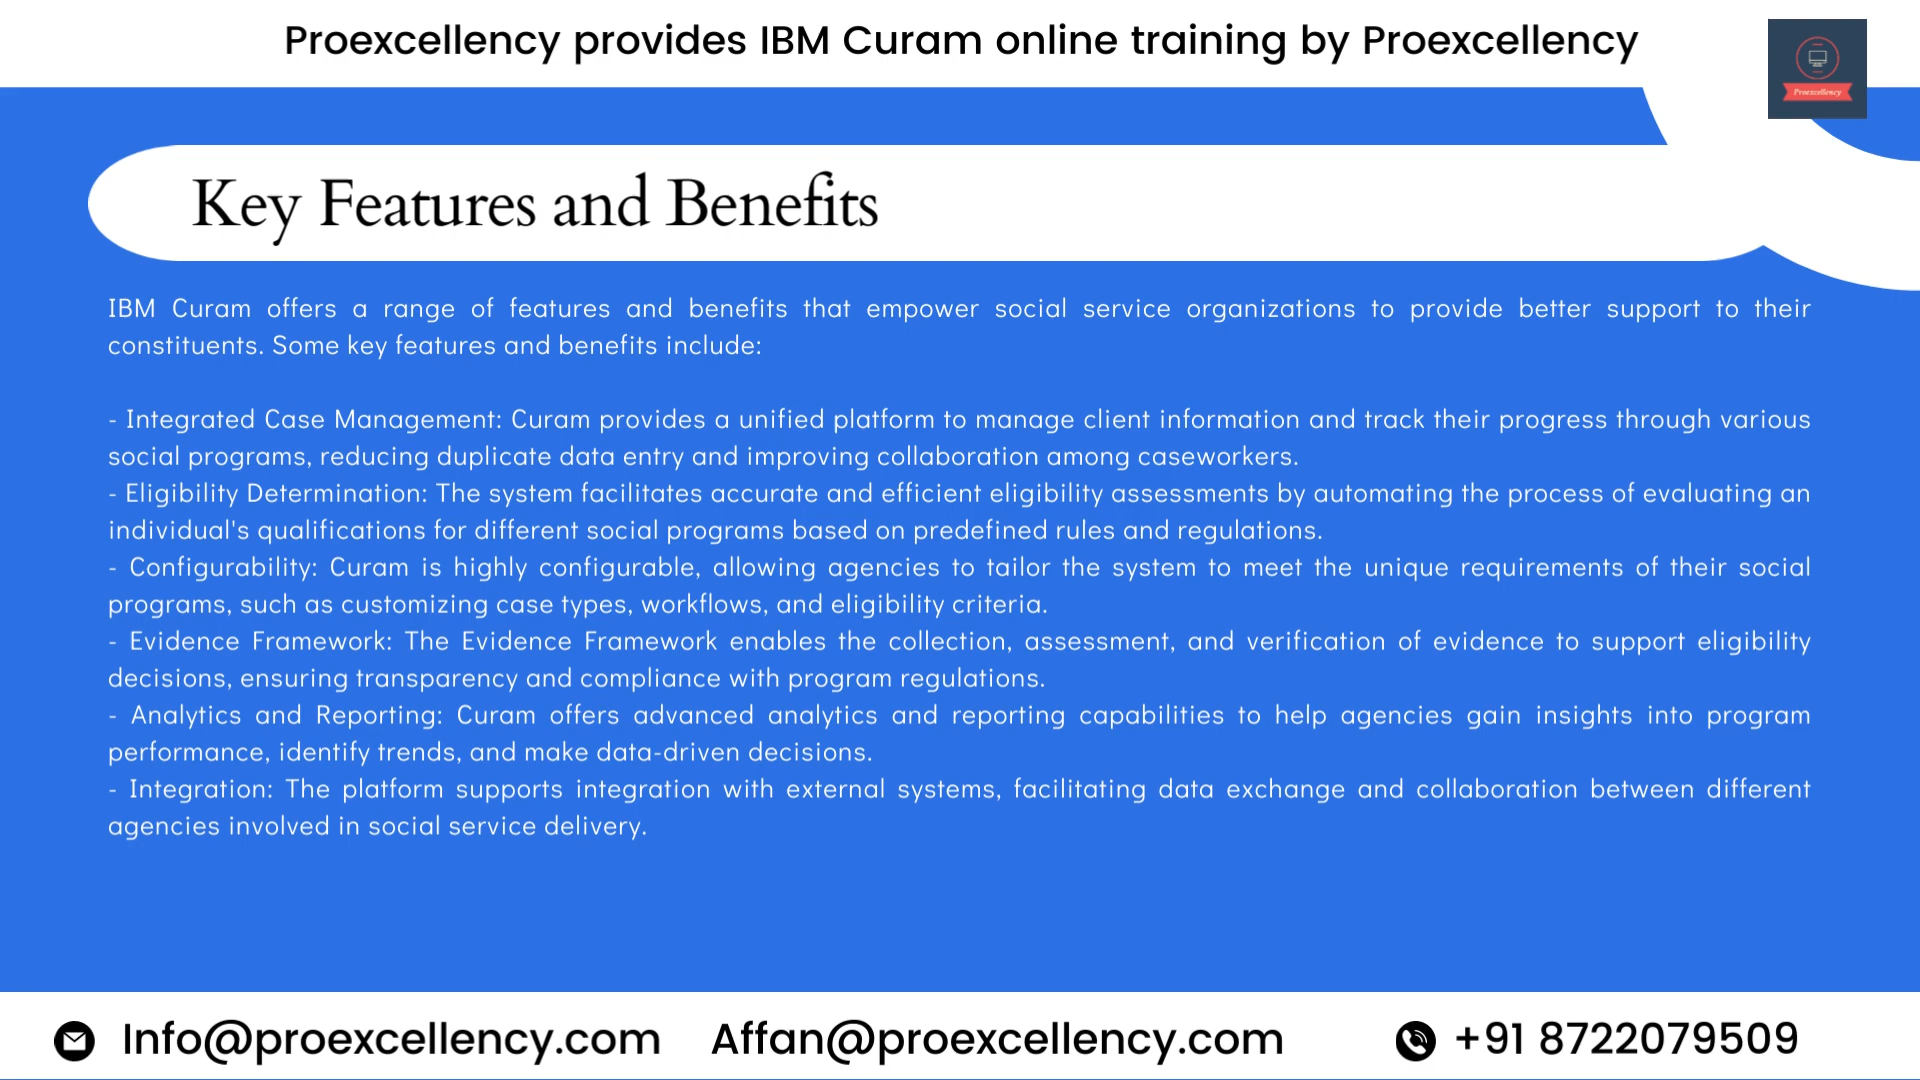 Proexcellency provides IBM Curam online training by Proexcellency
Proexcellency
Key Features and Benefits
IBM Curam offers a range of features and benefits that empower social service organizations to provide better support to their
constituents. Some key features and benefits include:
- Integrated Case Management: Curam provides a unified platform to manage client information and track their progress through various
social programs, reducing duplicate data entry and improving collaboration among caseworkers.
- Eligibility Determination: The system facilitates accurate and efficient eligibility assessments by automating the process of evaluating an
individual's qualifications for different social programs based on predefined rules and regulations.
- Configurability: Curam is highly configurable, allowing agencies to tailor the system to meet the unique requirements of their social
programs, such as customizing case types, workflows, and eligibility criteria.
- Evidence Framework: The Evidence Framework enables the collection, assessment, and verification of evidence to support eligibility
decisions, ensuring transparency and compliance with program regulations.
- Analytics and Reporting: Curam offers advanced analytics and reporting capabilities to help agencies gain insights into program
performance, identify trends, and make data-driven decisions.
- Integration: The platform supports integration with external systems, facilitating data exchange and collaboration between different
agencies involved in social service delivery.
Info@proexcellency.com Affan@proexcellency.com +91 8722079509